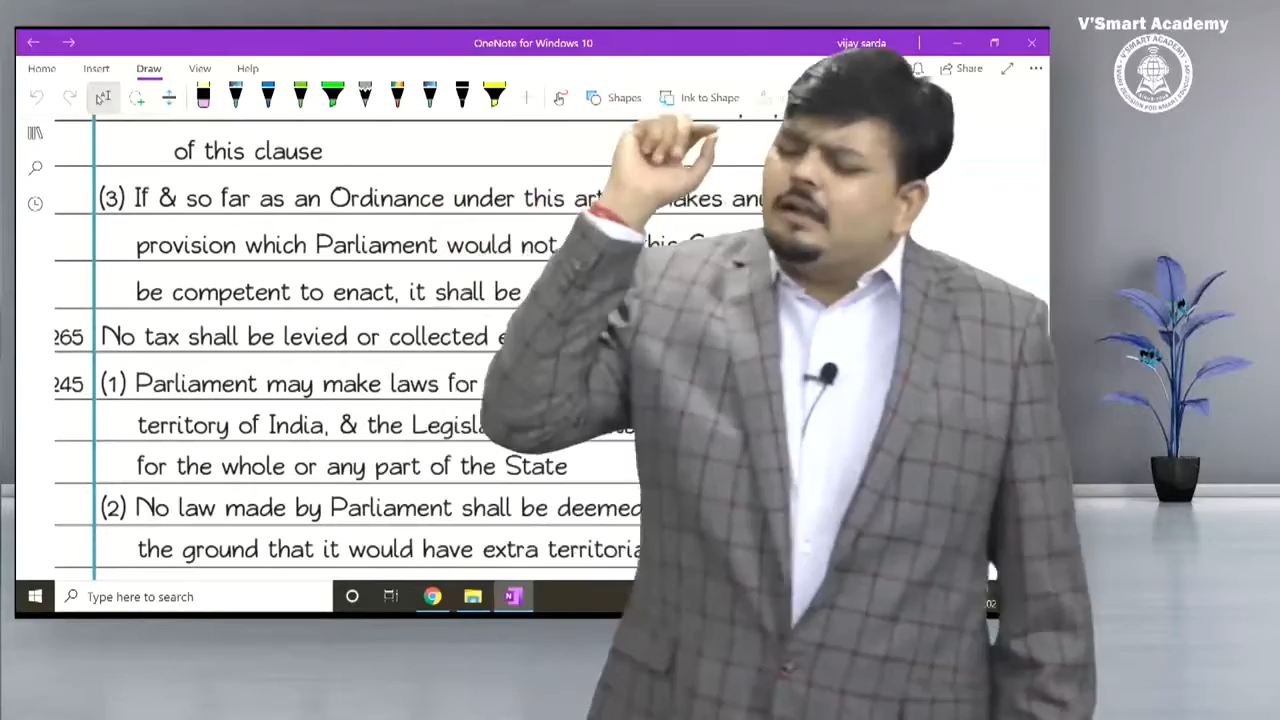 V'Smart Academy
OneNote for Windows 10
vijay sarda
Home Insert Draw View Help
Share
Shapes Ink to Shape
of this clause
(3) If & so far as an Ordinance under this any
provision which Parliament would not
be competent to enact, it shall be
265 No tax shall be levied or collected
245 (1) Parliament may make laws for
territory of India, & the
for the whole or any part of the State
(2) No law made by Parliament shall be deemed
the ground that it would have extra
Type here to search